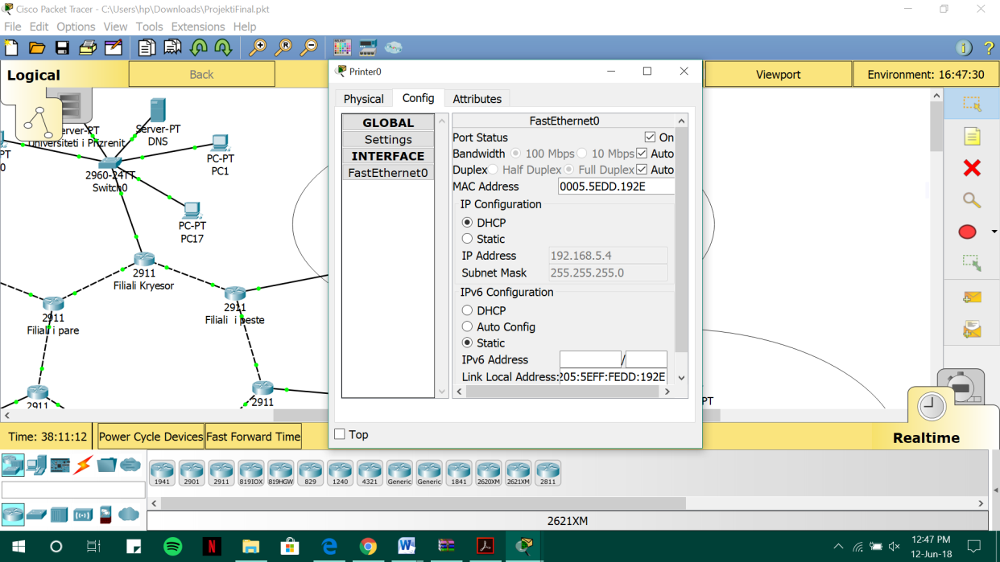 Cisco Packet Tracer - C:\Users\hp\Downloads\ProjektiFinal.pkt
File Edit Options View Tools Extensions Help
Logical
Back
Viewport
Environment: 16:47:30
erver-PT
Universiteti i Prizrenit
Server-PT
DNS
PT
0
2960-24TT
Switch0
PC-PT
PC1
PC-PT
PC17
2911
Filiali Kryesor
2911
Filiali i peste
2911
Filiali i pare
2911
2911
PT
Printer0
Physical Config Attributes
GLOBAL
Settings
INTERFACE
FastEthernet0
FastEthernet0
Port Status On
Bandwidth 100 Mbps 10 Mbps Auto
Duplex Half Duplex Full Duplex Auto
MAC Address 0005.5EDD.192E
IP Configuration
DHCP
Static
IP Address 192.168.5.4
Subnet Mask 255.255.255.0
IPv6 Configuration
DHCP
Auto Config
Static
IPv6 Address /
Link Local Address: 205:5EFF:FEDD:192E
Top
Time: 38:11:12 Power Cycle Devices Fast Forward Time
Realtime
1941 2901 2911 819IOX 819HGW 829 1240 4321 Generic Generic 1841 2620XM 2621XM 2811
2621XM
12:47 PM
12-Jun-18